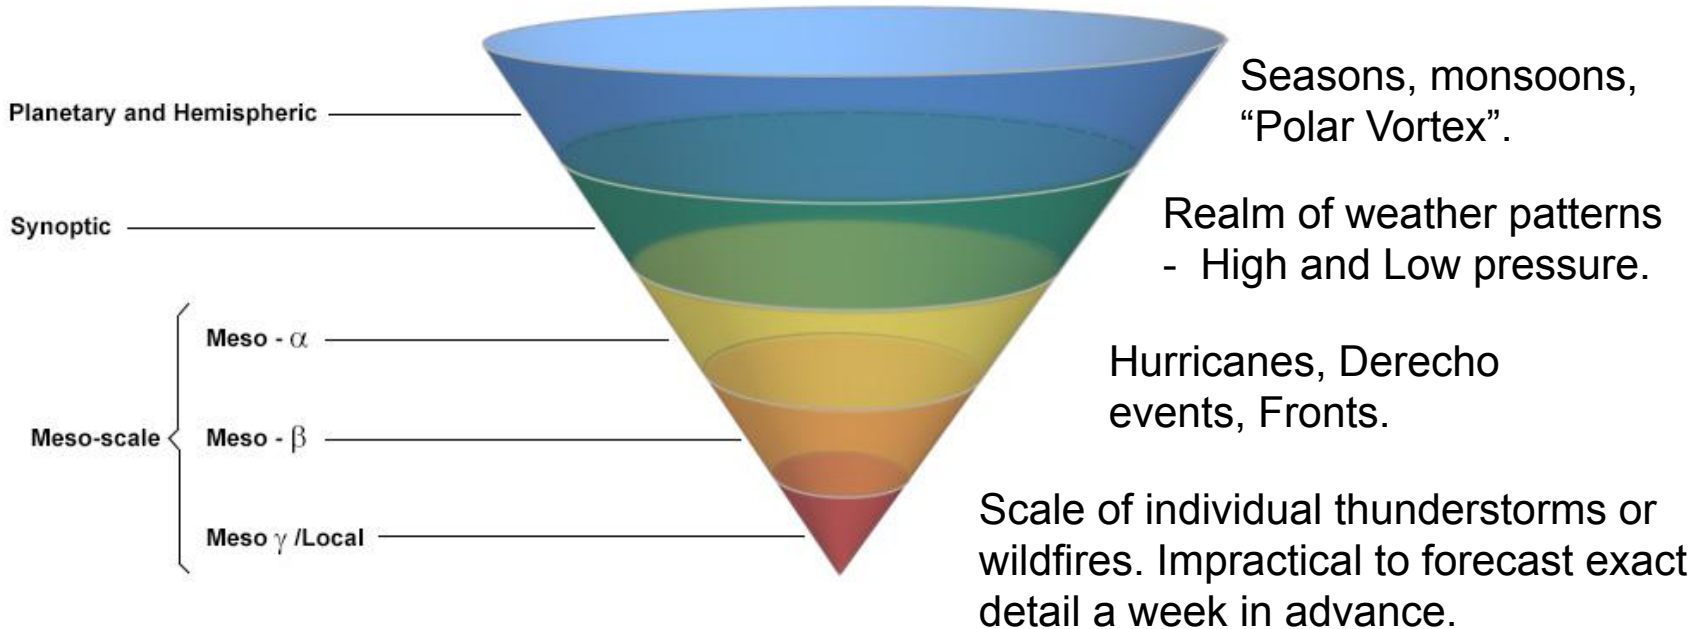 Planetary and Hemispheric
Seasons, monsoons,
“Polar Vortex”.
Synoptic
Realm of weather patterns
- High and Low pressure.
Meso-scale
Meso - α
Hurricanes, Derecho
events, Fronts.
Meso - β
Meso γ /Local
Scale of individual thunderstorms or
wildfires. Impractical to forecast exact
detail a week in advance.